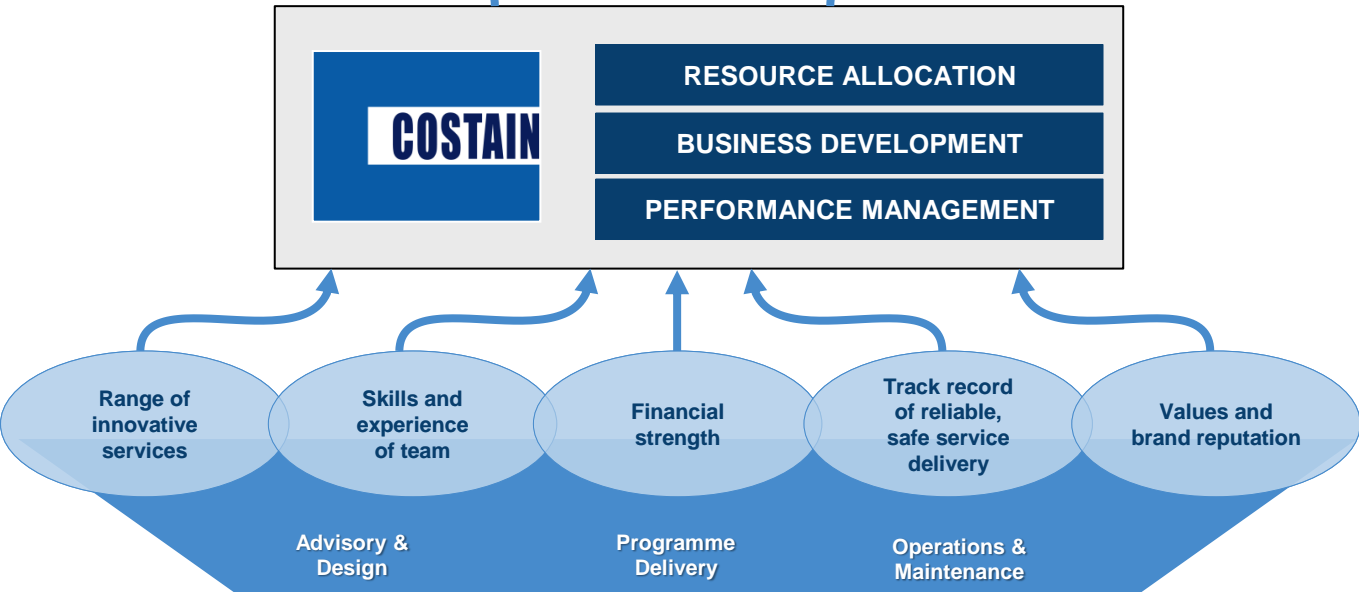 COSTAIN
RESOURCE ALLOCATION
BUSINESS DEVELOPMENT
PERFORMANCE MANAGEMENT
Range of
innovative
services
Skills and
experience
of team
Financial
strength
Track record
of reliable,
safe service
delivery
Values and
brand reputation
Advisory &
Design
Programme
Delivery
Operations &
Maintenance